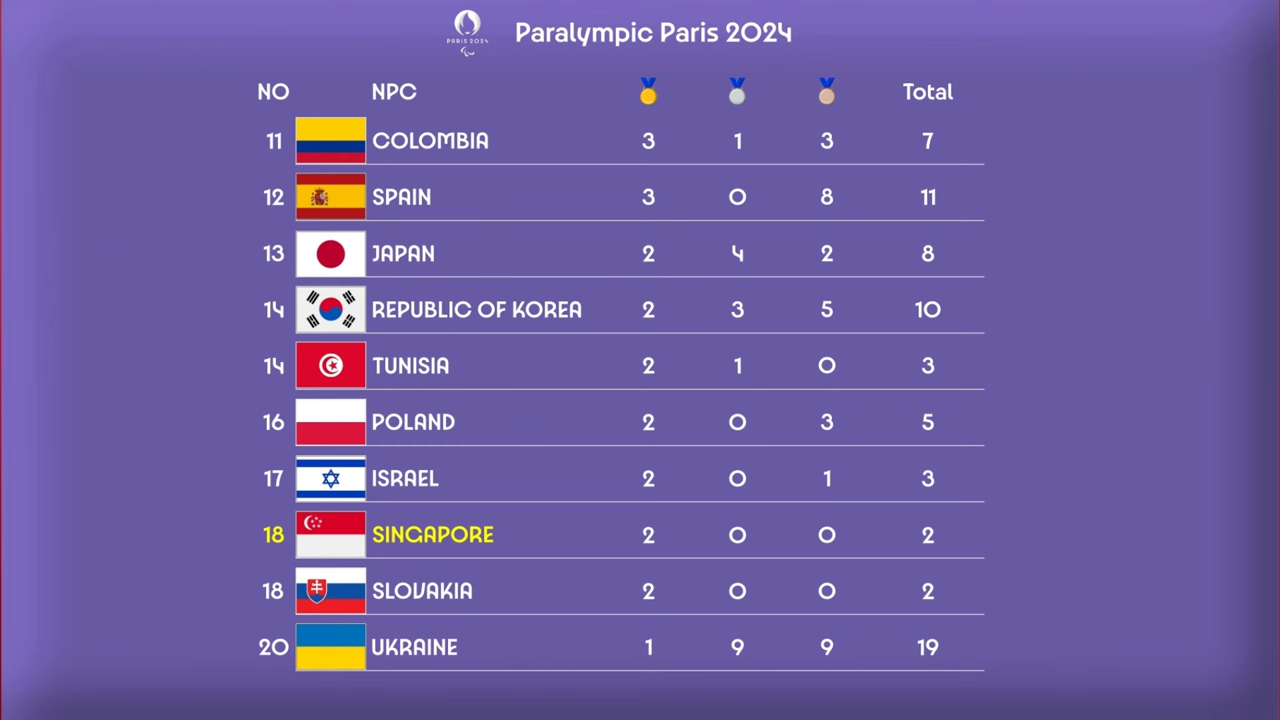 PARIS 2024
Paralympic Paris 2024
NO NPC Total
11 COLOMBIA 3 1 3 7
12 SPAIN 3 0 8 11
13 JAPAN 2 4 2 8
14 REPUBLIC OF KOREA 2 3 5 10
14 TUNISIA 2 1 0 3
16 POLAND 2 0 3 5
17 ISRAEL 2 0 1 3
18 SINGAPORE 2 0 0 2
18 SLOVAKIA 2 0 0 2
20 UKRAINE 1 9 9 19